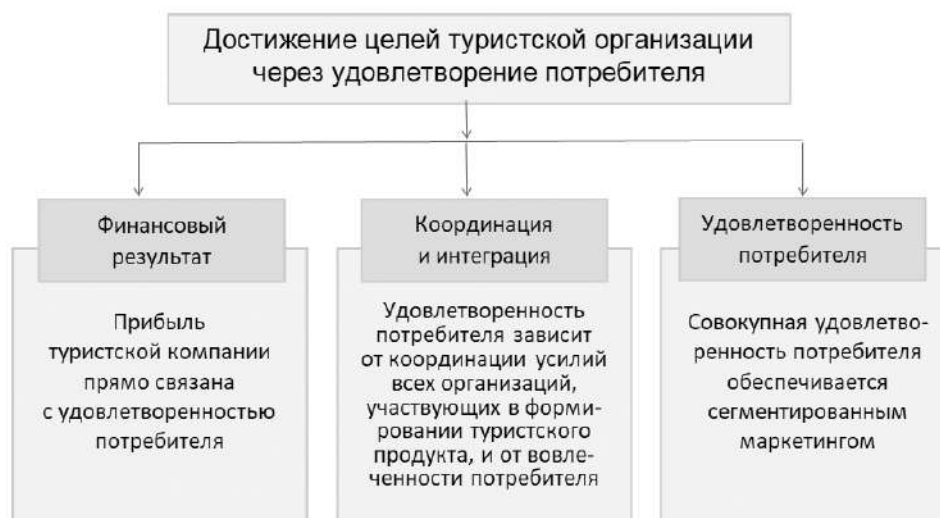 Достижение целей туристской организации
через удовлетворение потребителя
Финансовый
результат
Прибыль
туристской компании
прямо связана
с удовлетворенностью
потребителя
Координация
и интеграция
Удовлетворенность
потребителя зависит
от координации усилий
всех организаций,
участвующих в форми-
ровании туристского
продукта, и от вовле-
ченности потребителя
Удовлетворенность
потребителя
Совокупная удовлетво-
ренность потребителя
обеспечивается
сегментированным
маркетингом